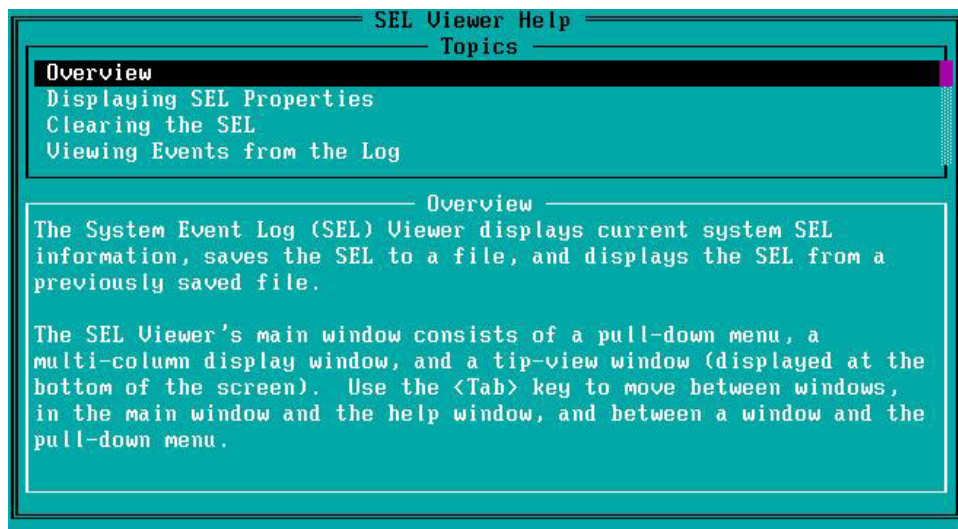 SEL Viewer Help
Topics
Overview
Displaying SEL Properties
Clearing the SEL
Viewing Events from the Log
Overview
The System Event Log (SEL) Viewer displays current system SEL
information, saves the SEL to a file, and displays the SEL from a
previously saved file.
The SEL Viewer's main window consists of a pull-down menu, a
multi-column display window, and a tip-view window (displayed at the
bottom of the screen).  Use the <Tab> key to move between windows,
in the main window and the help window, and between a window and the
pull-down menu.